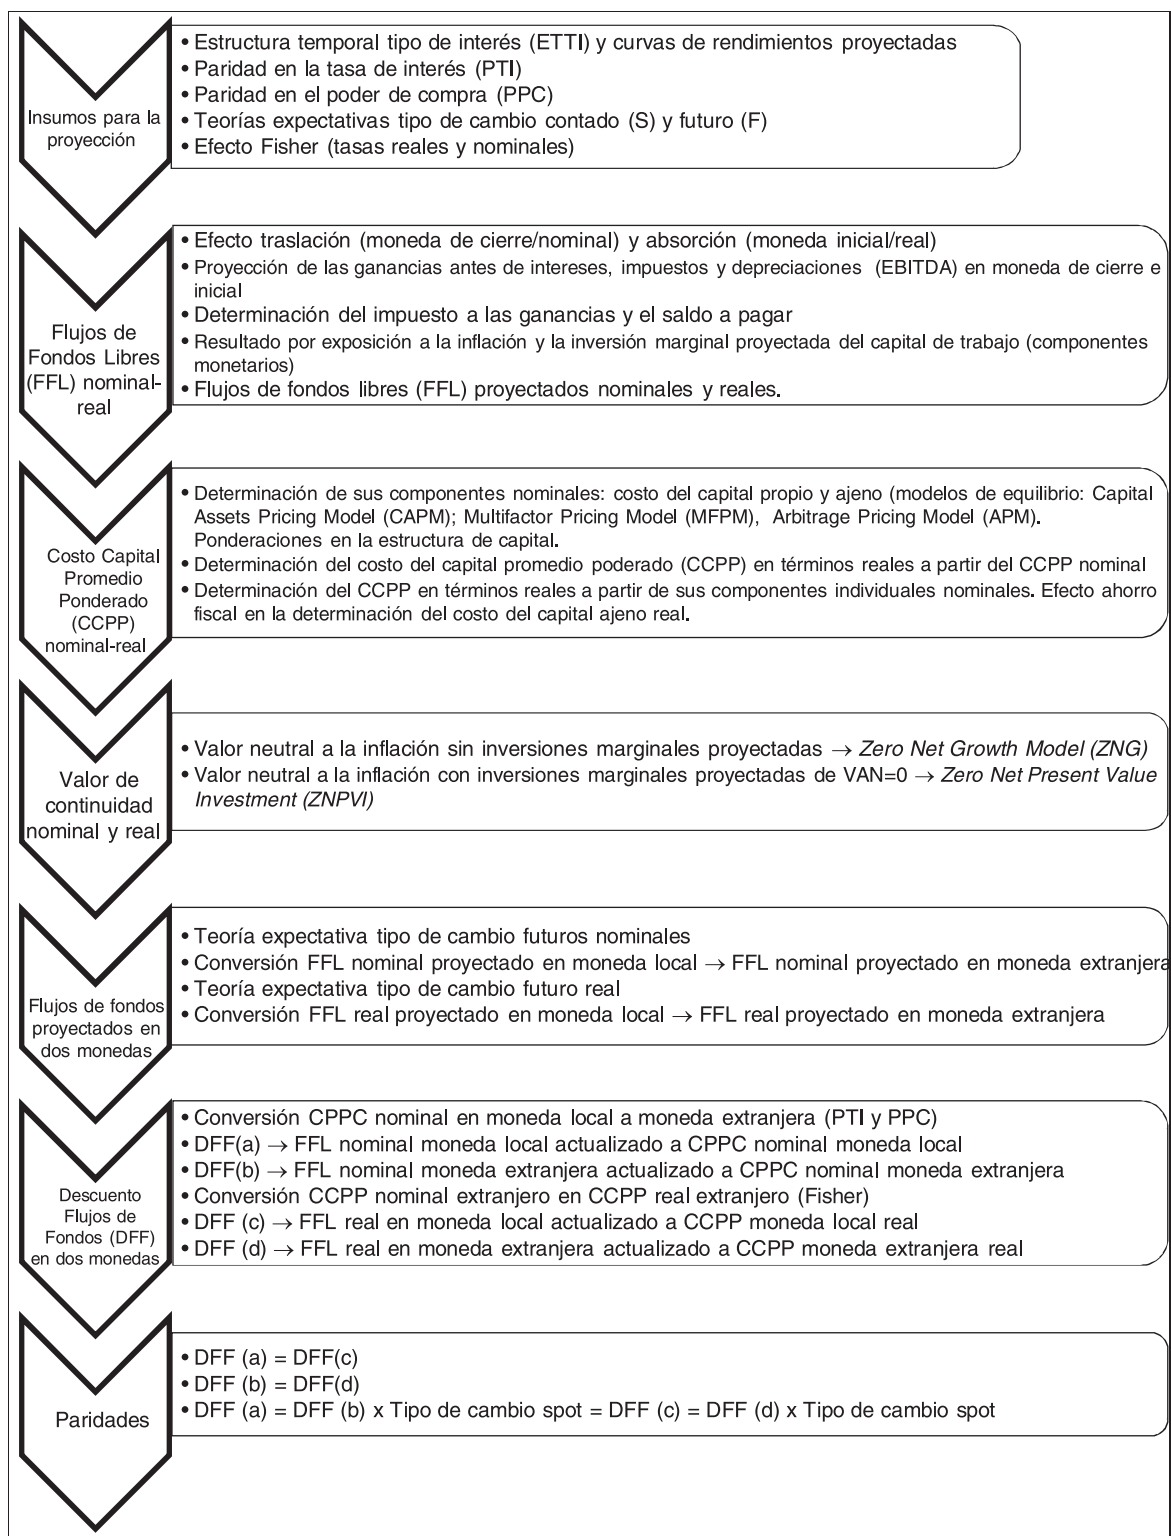 Insumos para la
proyección
• Estructura temporal tipo de interés (ETTI) y curvas de rendimientos proyectadas
• Paridad en la tasa de interés (PTI)
• Paridad en el poder de compra (PPC)
• Teorías expectativas tipo de cambio contado (S) y futuro (F)
• Efecto Fisher (tasas reales y nominales)
Flujos de
Fondos Libres
(FFL) nominal-
real
• Efecto traslación (moneda de cierre/nominal) y absorción (moneda inicial/real)
• Proyección de las ganancias antes de intereses, impuestos y depreciaciones (EBITDA) en moneda de cierre e
inicial
• Determinación del impuesto a las ganancias y el saldo a pagar
• Resultado por exposición a la inflación y la inversión marginal proyectada del capital de trabajo (componentes
monetarios)
• Flujos de fondos libres (FFL) proyectados nominales y reales.
Costo Capital
Promedio
Ponderado
(CCPP)
nominal-real
• Determinación de sus componentes nominales: costo del capital propio y ajeno (modelos de equilibrio: Capital
Assets Pricing Model (CAPM); Multifactor Pricing Model (MFPM), Arbitrage Pricing Model (APM).
Ponderaciones en la estructura de capital.
• Determinación del costo del capital promedio poderado (CCPP) en términos reales a partir del CCPP nominal
• Determinación del CCPP en términos reales a partir de sus componentes individuales nominales. Efecto ahorro
fiscal en la determinación del costo del capital ajeno real.
Valor de
continuidad
nominal y real
• Valor neutral a la inflación sin inversiones marginales proyectadas → Zero Net Growth Model (ZNG)
• Valor neutral a la inflación con inversiones marginales proyectadas de VAN=0 → Zero Net Present Value
Investment (ZNPVI)
Flujos de fondos
proyectados en
dos monedas
• Teoría expectativa tipo de cambio futuros nominales
• Conversión FFL nominal proyectado en moneda local → FFL nominal proyectado en moneda extranjera
• Teoría expectativa tipo de cambio futuro real
• Conversión FFL real proyectado en moneda local → FFL real proyectado en moneda extranjera
Descuento
Flujos de
Fondos (DFF)
en dos monedas
• Conversión CPPC nominal en moneda local a moneda extranjera (PTI y PPC)
• DFF(a) → FFL nominal moneda local actualizado a CPPC nominal moneda local
• DFF(b) → FFL nominal moneda extranjera actualizado a CPPC nominal moneda extranjera
• Conversión CCPP nominal extranjero en CCPP real extranjero (Fisher)
• DFF (c) → FFL real en moneda local actualizado a CCPP moneda local real
• DFF (d) → FFL real en moneda extranjera actualizado a CCPP moneda extranjera real
Paridades
• DFF (a) = DFF(c)
• DFF (b) = DFF(d)
• DFF (a) = DFF (b) x Tipo de cambio spot = DFF (c) = DFF (d) x Tipo de cambio spot